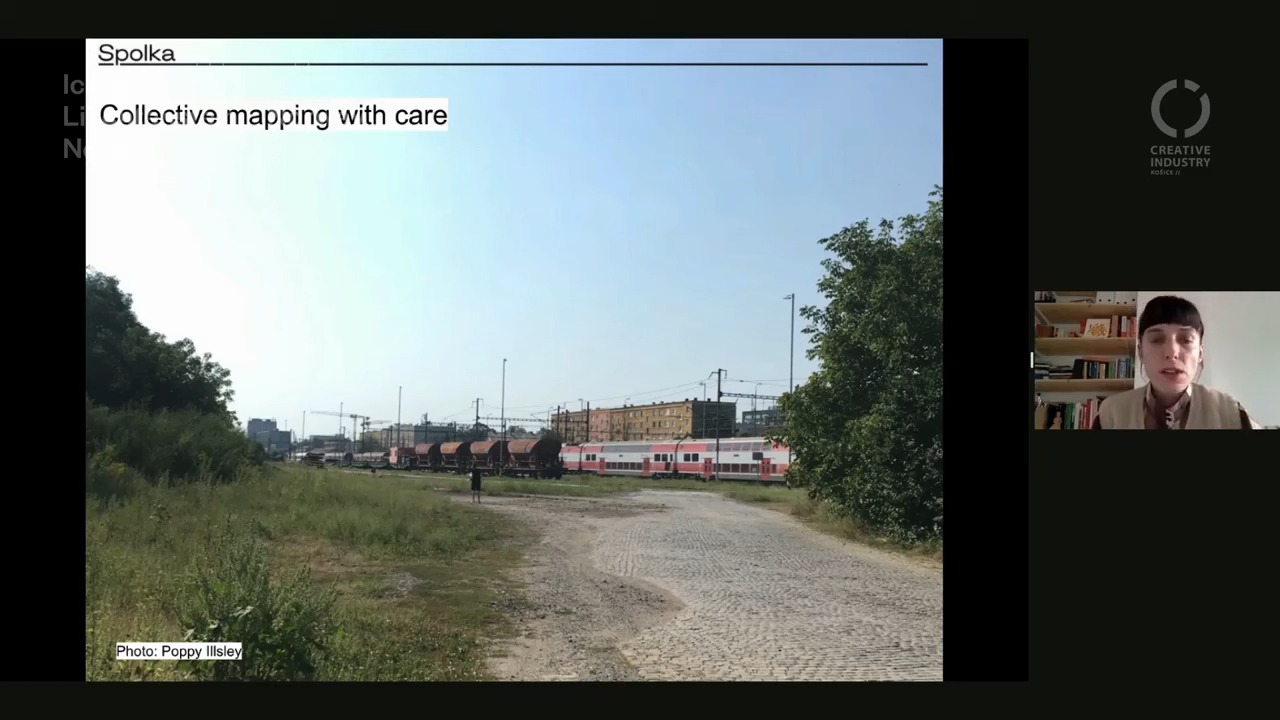 Spolka
Collective mapping with care
Photo: Poppy Illsley
CREATIVE
INDUSTRY
KOŠICE //